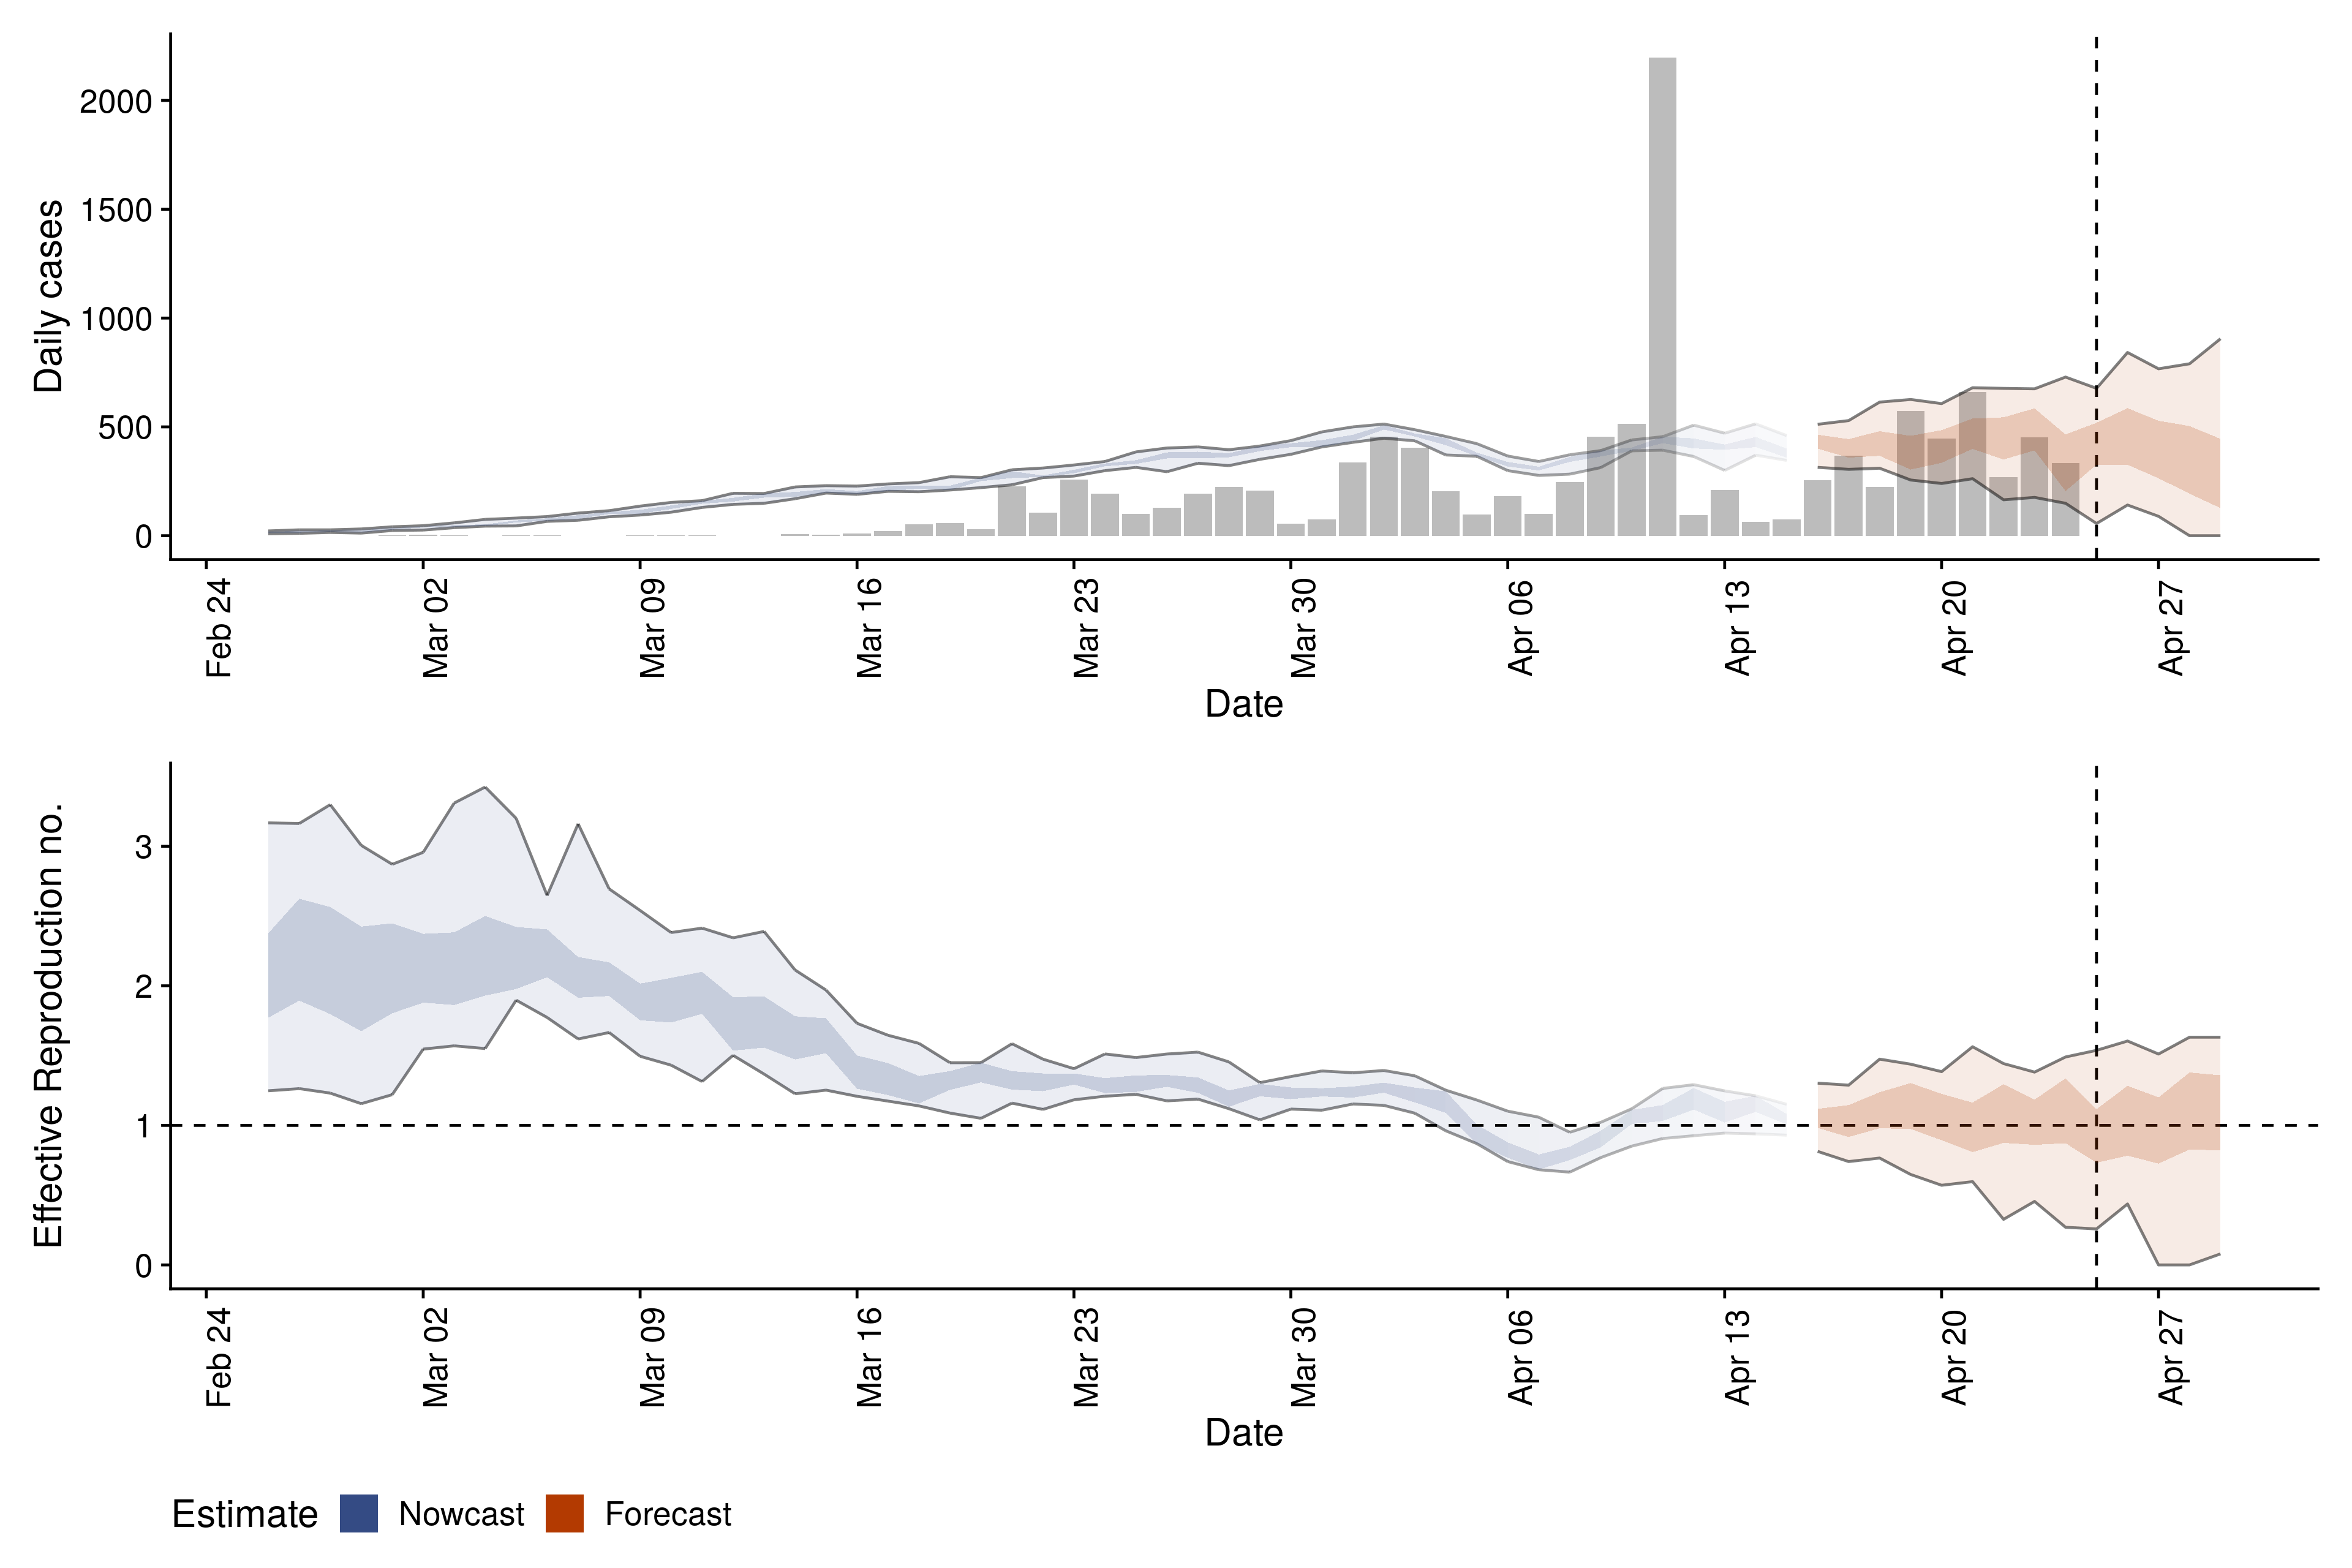 Daily cases
2000
1500
1000
500
0
Feb 24
Mar 02
Mar 09
Mar 16
Mar 23
Mar 30
Apr 06
Apr 13
Apr 20
Apr 27
Date
Effective Reproduction no.
3
2
1
0
Feb 24
Mar 02
Mar 09
Mar 16
Mar 23
Mar 30
Apr 06
Apr 13
Apr 20
Apr 27
Date
Estimate Nowcast Forecast